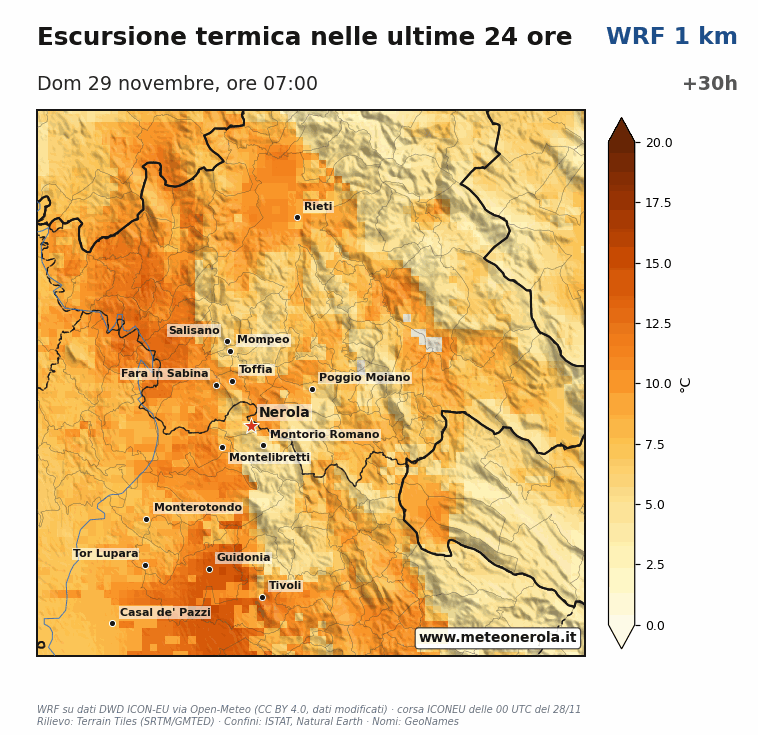 Escursione termica nelle ultime 24 ore
WRF 1 km
Dom 29 novembre, ore 07:00
+30h
Rieti
Salisano
Mompeo
Fara in Sabina
Toffia
Poggio Moiano
Nerola
Montorio Romano
Montelibretti
Monterotondo
Tor Lupara
Guidonia
Tivoli
Casal de' Pazzi
www.meteonerola.it
20.0
17.5
15.0
12.5
10.0
7.5
5.0
2.5
0.0
°C
WRF su dati DWD ICON-EU via Open-Meteo (CC BY 4.0, dati modificati) · corsa ICONEU delle 00 UTC del 28/11
Rilievo: Terrain Tiles (SRTM/GMTED) · Confini: ISTAT, Natural Earth · Nomi: GeoNames